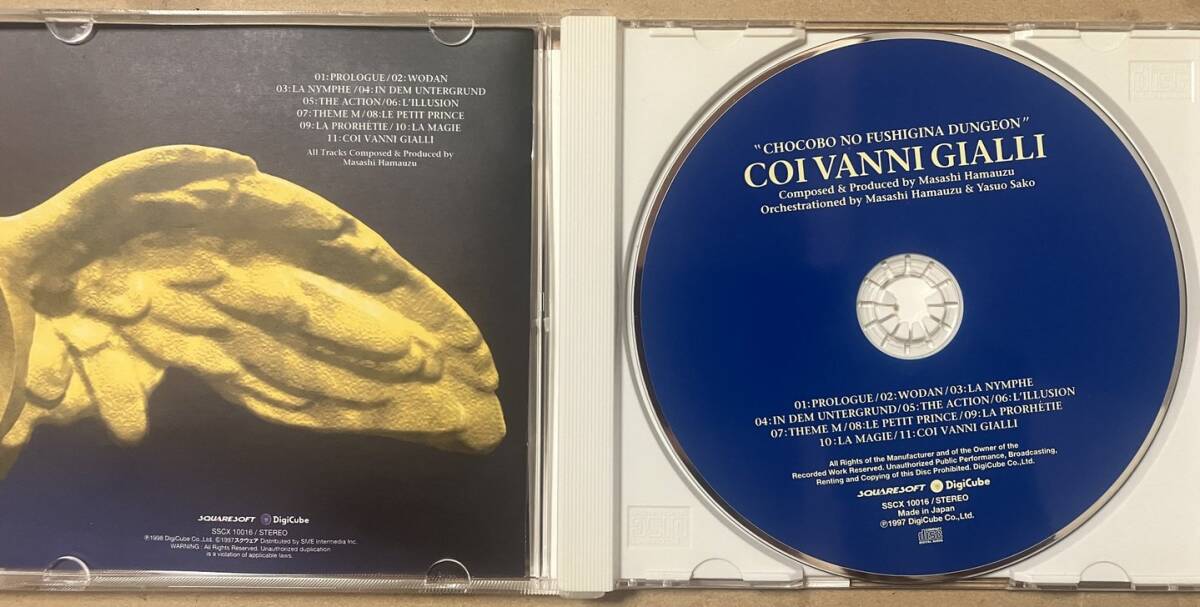 01:PROLOGUE/02:WODAN
03:LA NYMPHE/04:IN DEM UNTERGRUND
05:THE ACTION/06:L'ILLUSION
07:THEME M/08:LE PETIT PRINCE
09:LA PRORHÉTIE/10:LA MAGIE
11:COI VANNI GIALLI
All Tracks Composed & Produced by
Masashi Hamauzu
SQUARESOFT DigiCube
SSCX 10016/STEREO
℗1998 DigiCube Co., Ltd. ©1997スクウェア Distributed by SME Intermedia Inc.
WARNING : All Rights Reserved. Unauthorized duplication
is a violation of applicable laws.
"CHOCOBO NO FUSHIGINA DUNGEON"
COI VANNI GIALLI
Composed & Produced by Masashi Hamauzu
Orchestrationed by Masashi Hamauzu & Yasuo Sako
01:PROLOGUE/02:WODAN/03:LA NYMPHE
04:IN DEM UNTERGRUND/05:THE ACTION/06:L'ILLUSION
07:THEME M/08:LE PETIT PRINCE/09:LA PRORHÉTIE
10:LA MAGIE/11:COI VANNI GIALLI
All Rights of the Manufacturer and of the Owner of the
Recorded Work Reserved. Unauthorized Public Performance, Broadcasting,
Renting and Copying of this Disc Prohibited. DigiCube Co.,Ltd.
SQUARESOFT DigiCube
SSCX 10016/STEREO
Made in Japan
℗1997 DigiCube Co.,Ltd.
COMPACT
disc
DIGITAL AUDIO